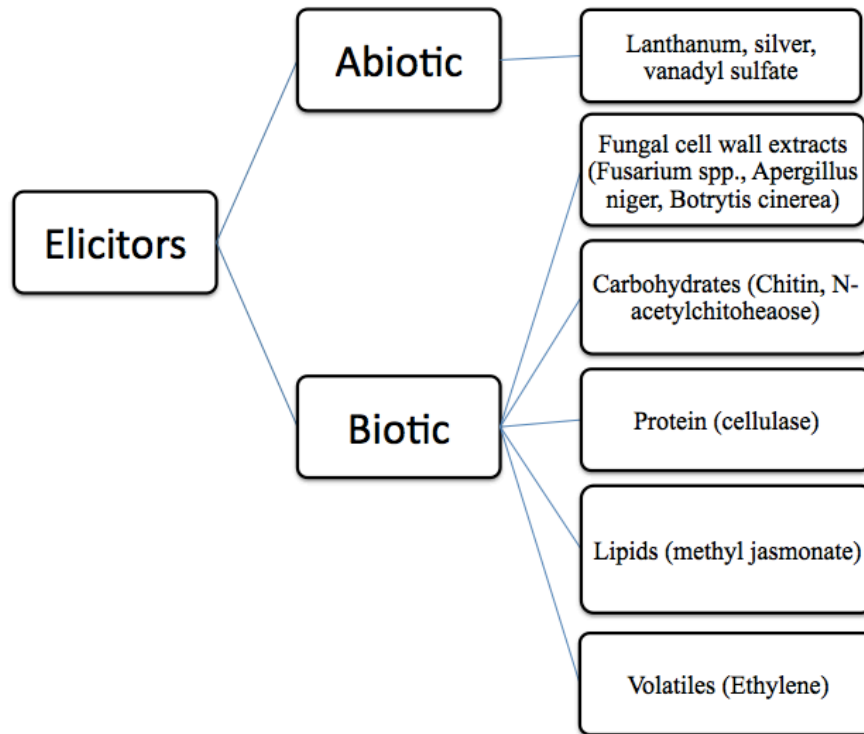 Abiotic
Lanthanum, silver,
vanadyl sulfate
Fungal cell wall extracts
(Fusarium spp., Apergillus
niger, Botrytis cinerea)
Elicitors
Carbohydrates (Chitin, N-
acetylchitoheaose)
Biotic
Protein (cellulase)
Lipids (methyl jasmonate)
Volatiles (Ethylene)